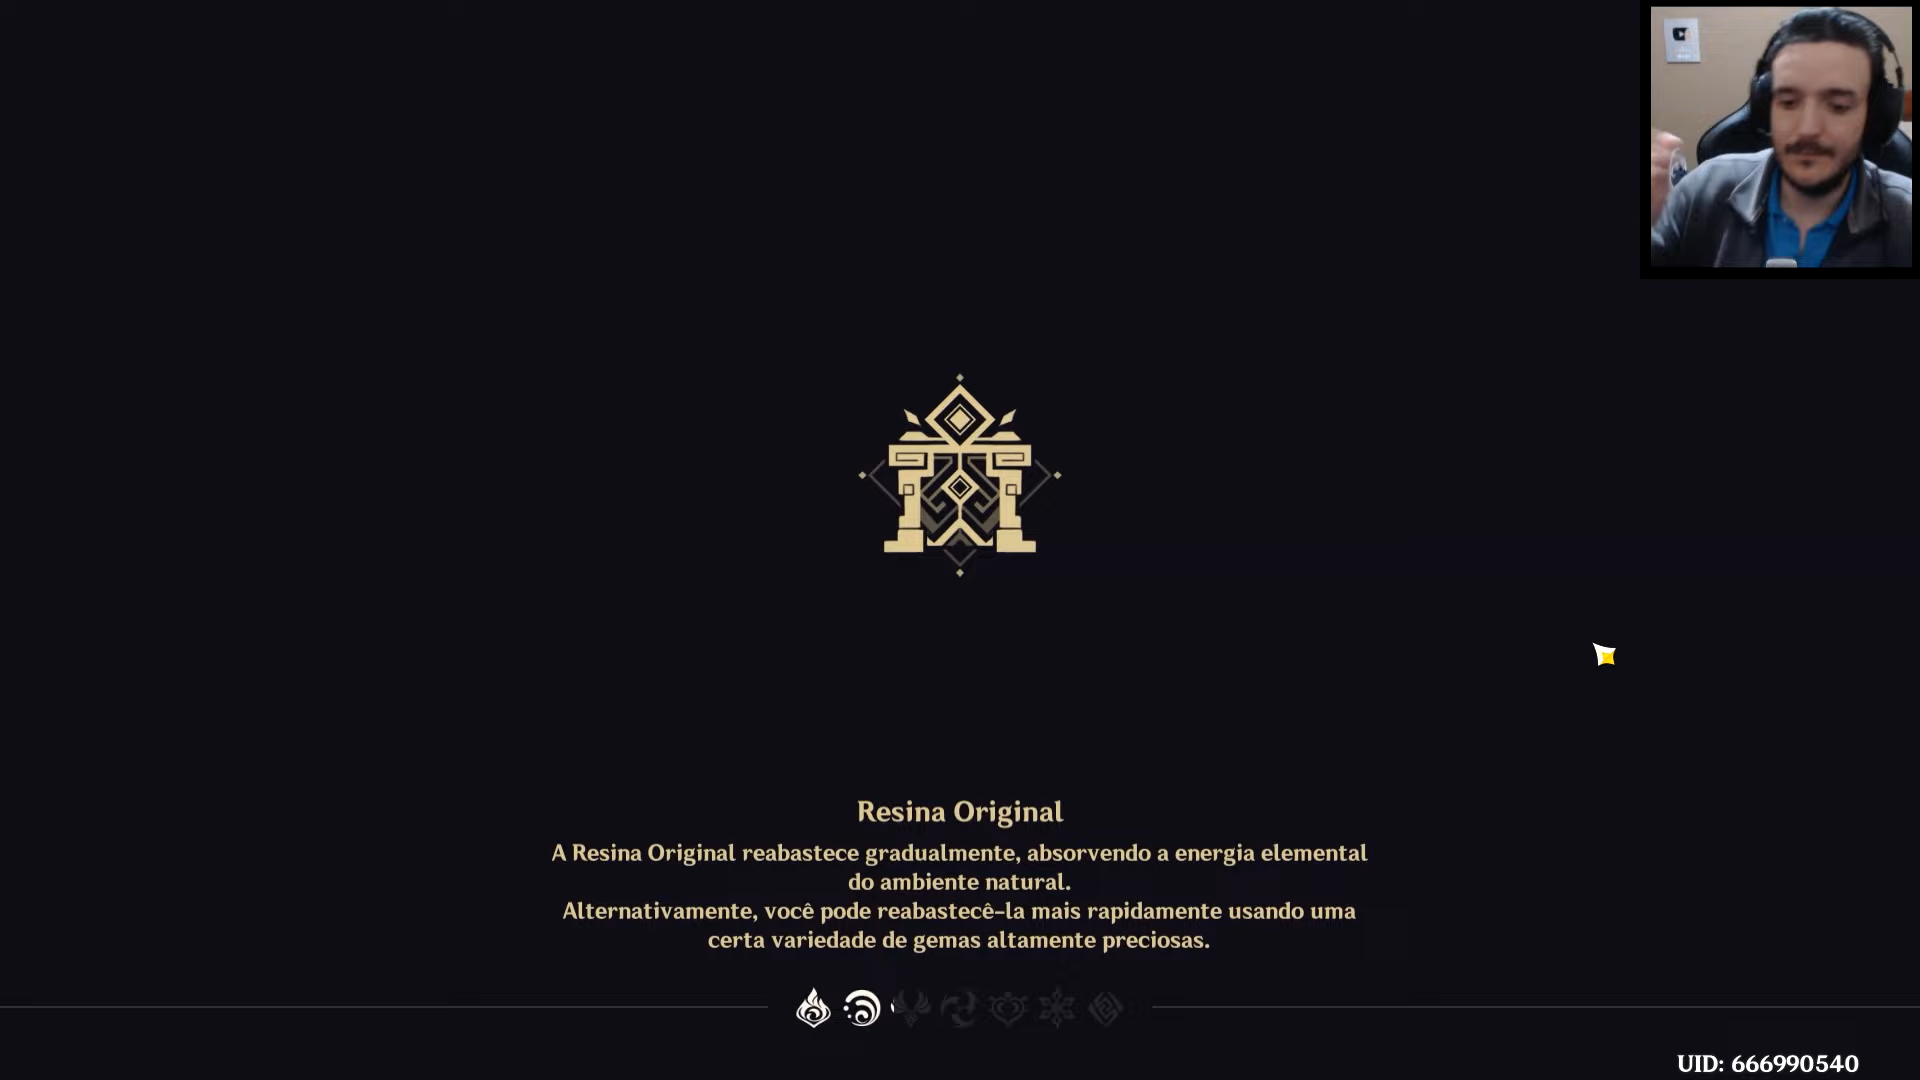 Resina Original
A Resina Original reabastece gradualmente, absorvendo a energia elemental
do ambiente natural.
Alternativamente, você pode reabastecê-la mais rapidamente usando uma
certa variedade de gemas altamente preciosas.
UID: 666990540